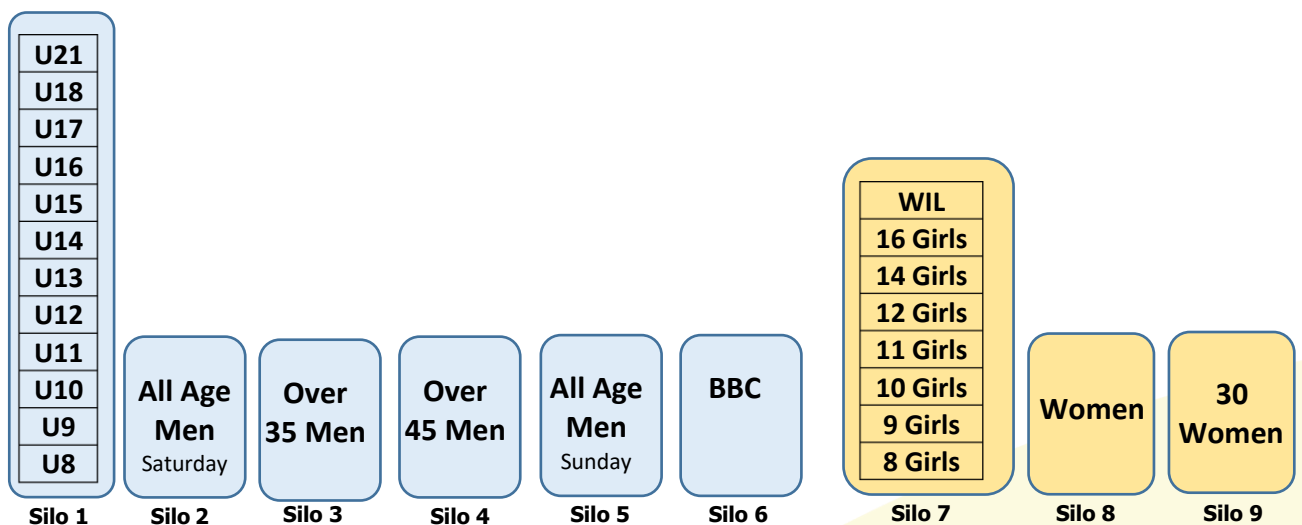 U21
U18
U17
U16
U15
U14
U13
U12
U11
U10
U9
U8
Silo 1
All Age
Men
Saturday
Silo 2
Over
35 Men
Silo 3
Over
45 Men
Silo 4
All Age
Men
Sunday
Silo 5
BBC
Silo 6
WIL
16 Girls
14 Girls
12 Girls
11 Girls
10 Girls
9 Girls
8 Girls
Silo 7
Women
Silo 8
30
Women
Silo 9